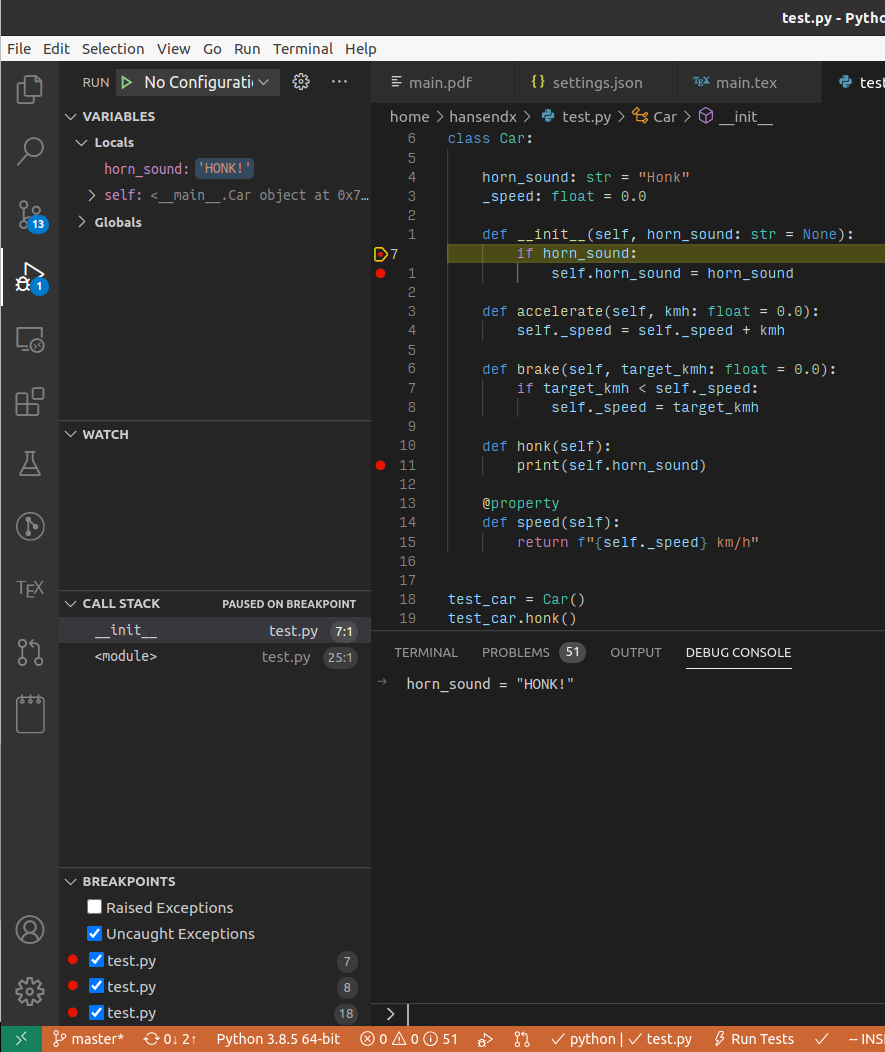 test.py - Pytho
File Edit Selection View Go Run Terminal Help
RUN No Configurati
VARIABLES
Locals
horn_sound: 'HONK!'
self: <__main__.Car object at 0x7…
Globals
WATCH
CALL STACK PAUSED ON BREAKPOINT
__init__ test.py 7:1
<module> test.py 25:1
BREAKPOINTS
Raised Exceptions
Uncaught Exceptions
test.py 7
test.py 8
test.py 18
13
1
TEX
main.pdf {} settings.json TEX main.tex test
home > hansendx > test.py > Car > __init__
6 class Car:
5
4 horn_sound: str = "Honk"
3 _speed: float = 0.0
2
1 def __init__(self, horn_sound: str = None):
7 if horn_sound:
1 self.horn_sound = horn_sound
2
3 def accelerate(self, kmh: float = 0.0):
4 self._speed = self._speed + kmh
5
6 def brake(self, target_kmh: float = 0.0):
7 if target_kmh < self._speed:
8 self._speed = target_kmh
9
10 def honk(self):
11 print(self.horn_sound)
12
13 @property
14 def speed(self):
15 return f"{self._speed} km/h"
16
17
18 test_car = Car()
19 test_car.honk()
TERMINAL PROBLEMS 51 OUTPUT DEBUG CONSOLE
→ horn_sound = "HONK!"
>
master* 0↓ 2↑ Python 3.8.5 64-bit 0 0 51 python | ✓ test.py Run Tests ✓ -- INS